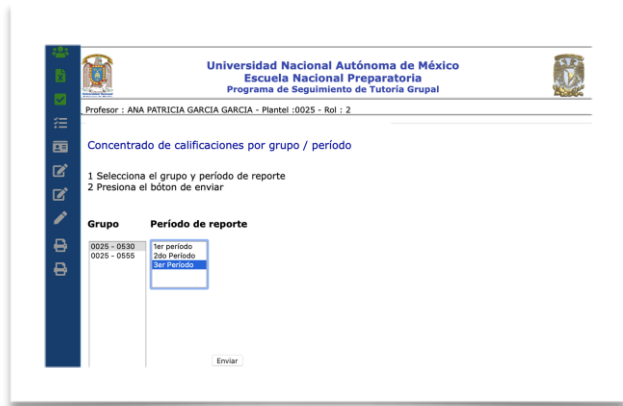 Universidad Nacional Autónoma de México
Escuela Nacional Preparatoria
Programa de Seguimiento de Tutoría Grupal
Profesor : ANA PATRICIA GARCIA GARCIA - Plantel :0025 - Rol : 2
Concentrado de calificaciones por grupo / período
1 Selecciona el grupo y período de reporte
2 Presiona el bóton de enviar
Grupo Período de reporte
0025 - 0530 1er período
0025 - 0555 2do Período
3er Período
Enviar